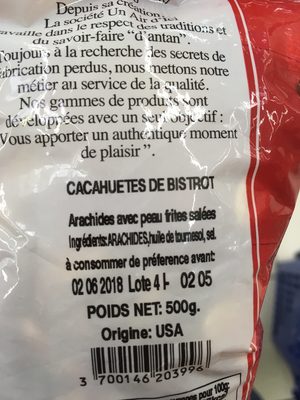 Depuis sa création,
La société Un Air d'
travaille dans le respect des traditions et
du savoir-faire “d'antan”.
Toujours à la recherche des secrets de
fabrication perdus, nous mettons notre
métier au service de la qualité.
Nos gammes de produits sont
développées avec un seul objectif :
Vous apporter un authentique moment
de plaisir”.
CACAHUETES DE BISTROT
Arachides avec peau frites salées
Ingrédients:ARACHIDES,huile de tournesol, sel.
à consommer de préference avant:
02 06 2018 Lote 4 I- 02 05
POIDS NET: 500g.
Origine: USA
3 700146 203996
pour 100g: